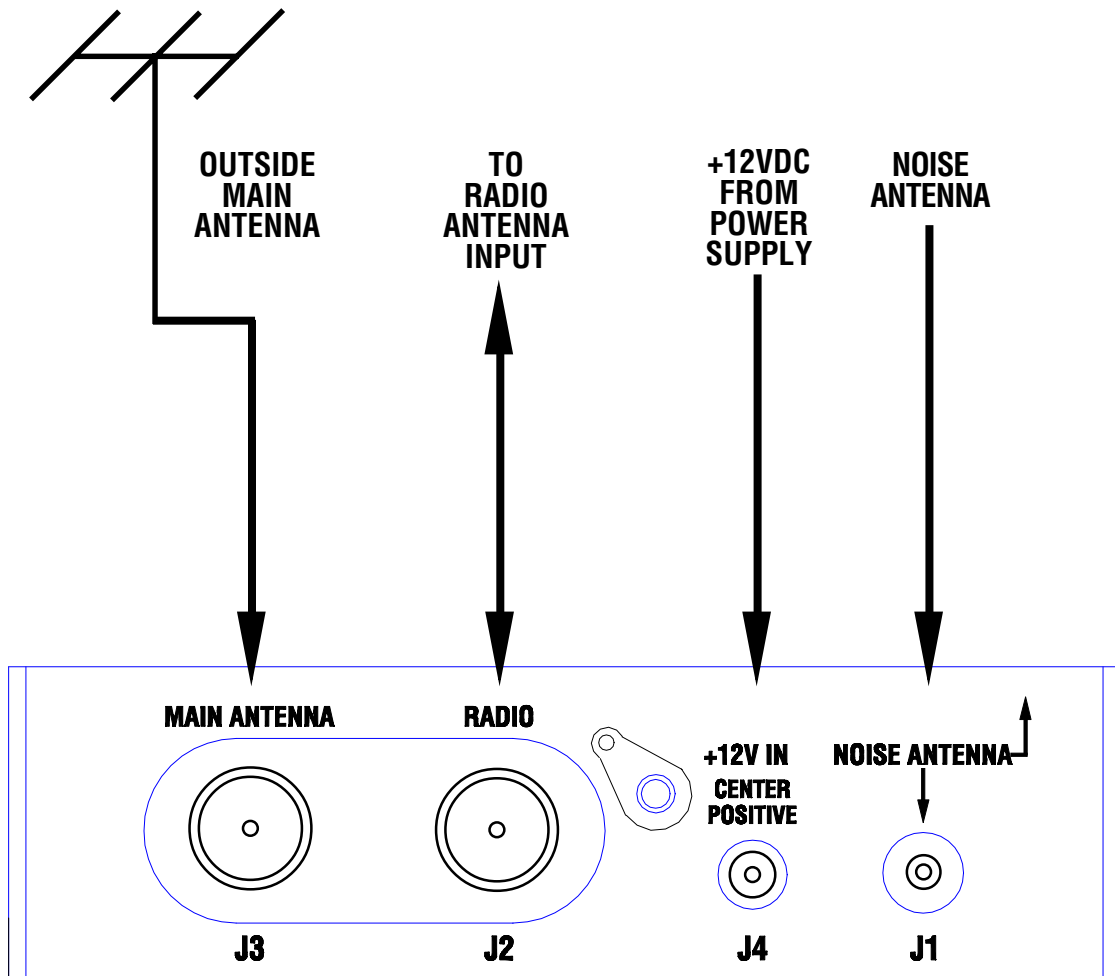 OUTSIDE
MAIN
ANTENNA
TO
RADIO
ANTENNA
INPUT
+12VDC
FROM
POWER
SUPPLY
NOISE
ANTENNA
MAIN ANTENNA
RADIO
+12V IN
CENTER
POSITIVE
NOISE ANTENNA
J3
J2
J4
J1